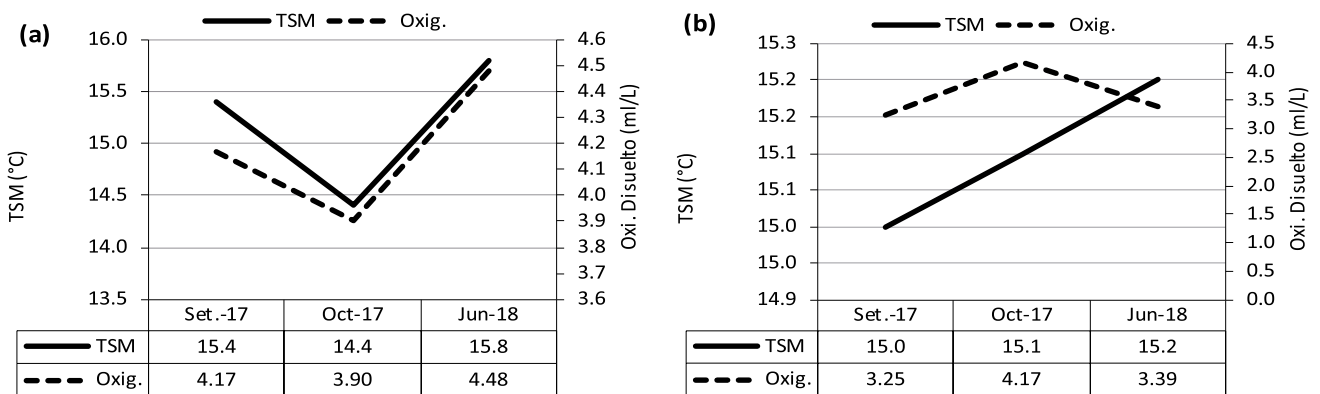 (a)
TSM Oxig.
TSM (°C)
16.0
15.5
15.0
14.5
14.0
13.5
4.6
4.5
4.4
4.3
4.2
4.1
4.0
3.9
3.8
3.7
3.6
Oxi. Disuelto (ml/L)
Set.-17 Oct-17 Jun-18
TSM 15.4 14.4 15.8
Oxig. 4.17 3.90 4.48
(b)
TSM Oxig.
TSM (°C)
15.3
15.2
15.2
15.1
15.1
15.0
15.0
14.9
4.5
4.0
3.5
3.0
2.5
2.0
1.5
1.0
0.5
0.0
Oxi. Disuelto (ml/L)
Set.-17 Oct-17 Jun-18
TSM 15.0 15.1 15.2
Oxig. 3.25 4.17 3.39